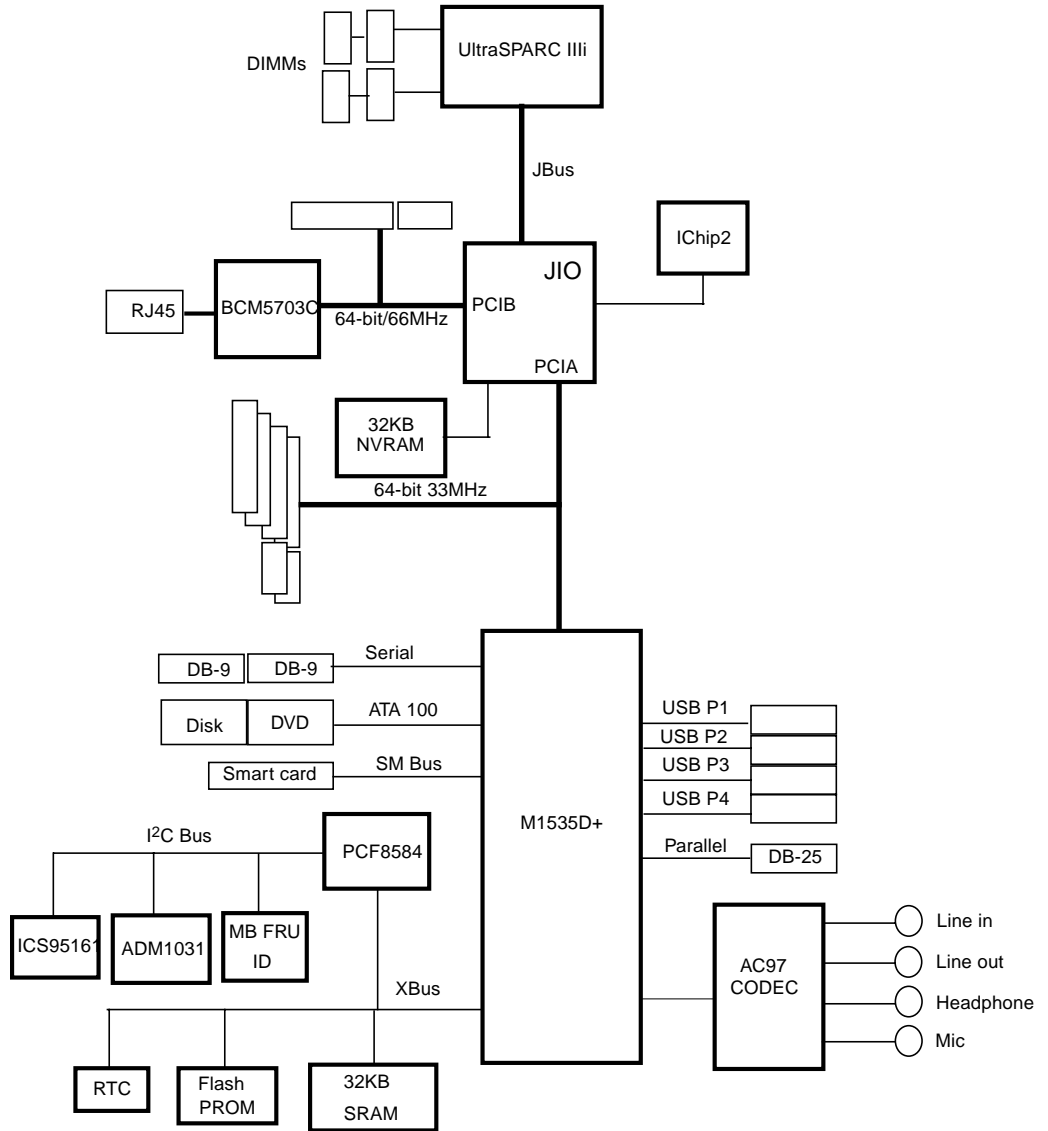 UltraSPARC IIIi
DIMMs
JBus
IChip2
JIO
RJ45
BCM5703C
PCIB
64-bit/66MHz
PCIA
32KB
NVRAM
64-bit 33MHz
Serial
DB-9
DB-9
Disk
DVD
ATA 100
Smart card
SM Bus
USB P1
USB P2
USB P3
USB P4
M1535D+
I2C Bus
PCF8584
Parallel
DB-25
ICS95161
ADM1031
MB FRU
ID
AC97
CODEC
Line in
Line out
Headphone
Mic
XBus
RTC
Flash
PROM
32KB
SRAM